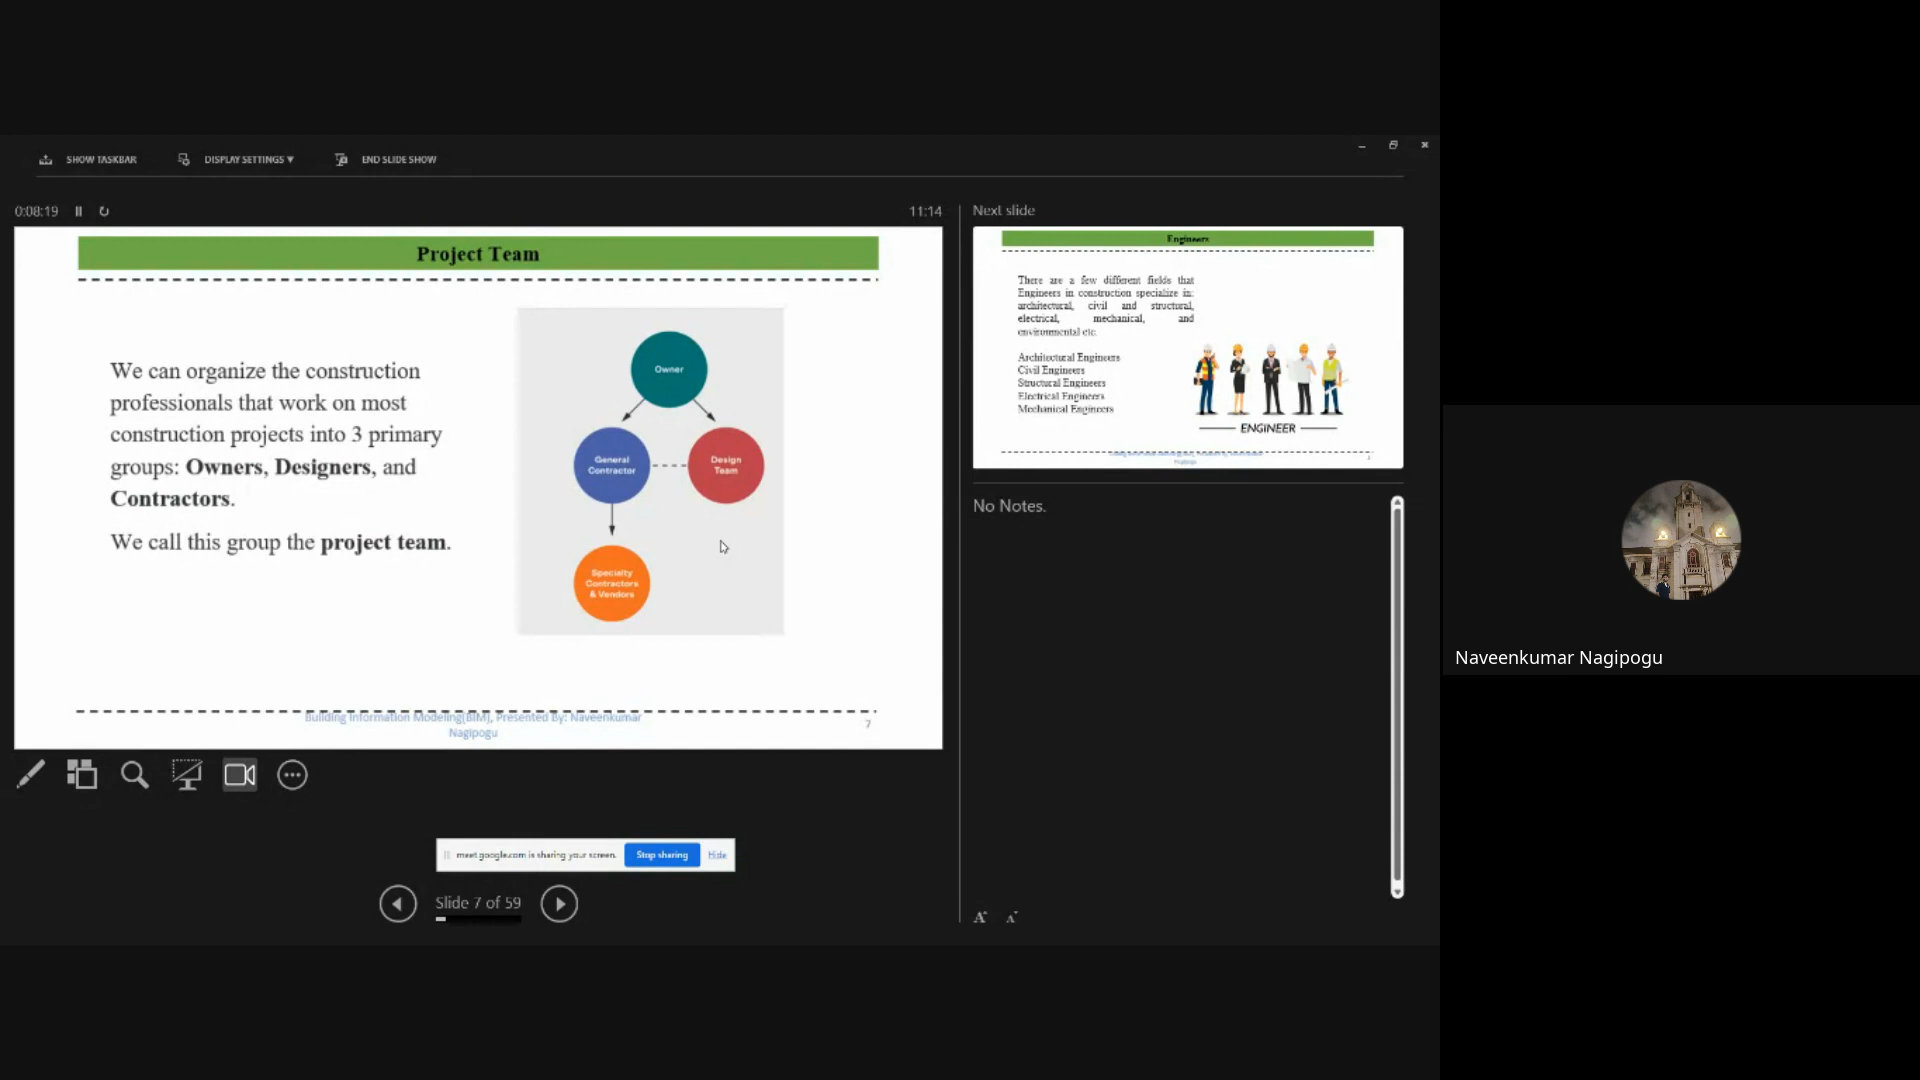 SHOW TASKBAR
DISPLAY SETTINGS ▼
END SLIDE SHOW
0:08:19
11:14
Project Team
We can organize the construction
professionals that work on most
construction projects into 3 primary
groups: Owners, Designers, and
Contractors.
We call this group the project team.
Owner
General
Contractor
Design
Team
Specialty
Contractors
& Vendors
Building Information Modeling(BIM), Presented By: Naveenkumar
Nagipogu
7
Next slide
Engineers
There are a few different fields that
Engineers in construction specialize in:
architectural, civil and structural,
electrical, mechanical, and
environmental etc.
Architectural Engineers
Civil Engineers
Structural Engineers
Electrical Engineers
Mechanical Engineers
ENGINEER
No Notes.
meet.google.com is sharing your screen.
Stop sharing
Hide
Slide 7 of 59
A A
Naveenkumar Nagipogu